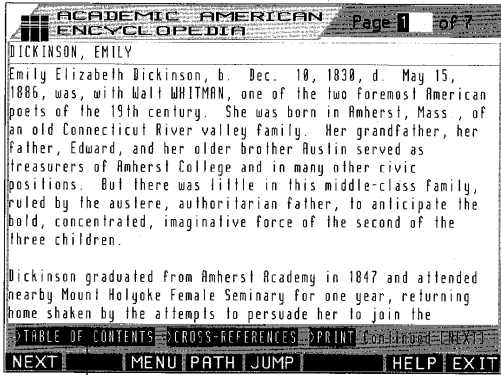 ACADEMIC AMERICAN
ENCYCLOPEDIA
Page 1 of 7
DICKINSON, EMILY
Emily Elizabeth Dickinson, b. Dec. 10, 1830, d. May 15,
1886, was, with Walt WHITMAN, one of the two foremost American
poets of the 19th century. She was born in Amherst, Mass., of
an old Connecticut River valley family. Her grandfather, her
father, Edward, and her older brother Austin served as
treasurers of Amherst College and in many other civic
positions. But there was little in this middle-class family,
ruled by the austere, authoritarian father, to anticipate the
bold, concentrated, imaginative force of the second of the
three children.
Dickinson graduated from Amherst Academy in 1847 and attended
nearby Mount Holyoke Female Seminary for one year, returning
home shaken by the attempts to persuade her to join the
>TABLE OF CONTENTS >CROSS-REFERENCES >PRINT Continued [NEXT]
NEXT MENU PATH JUMP HELP EXIT